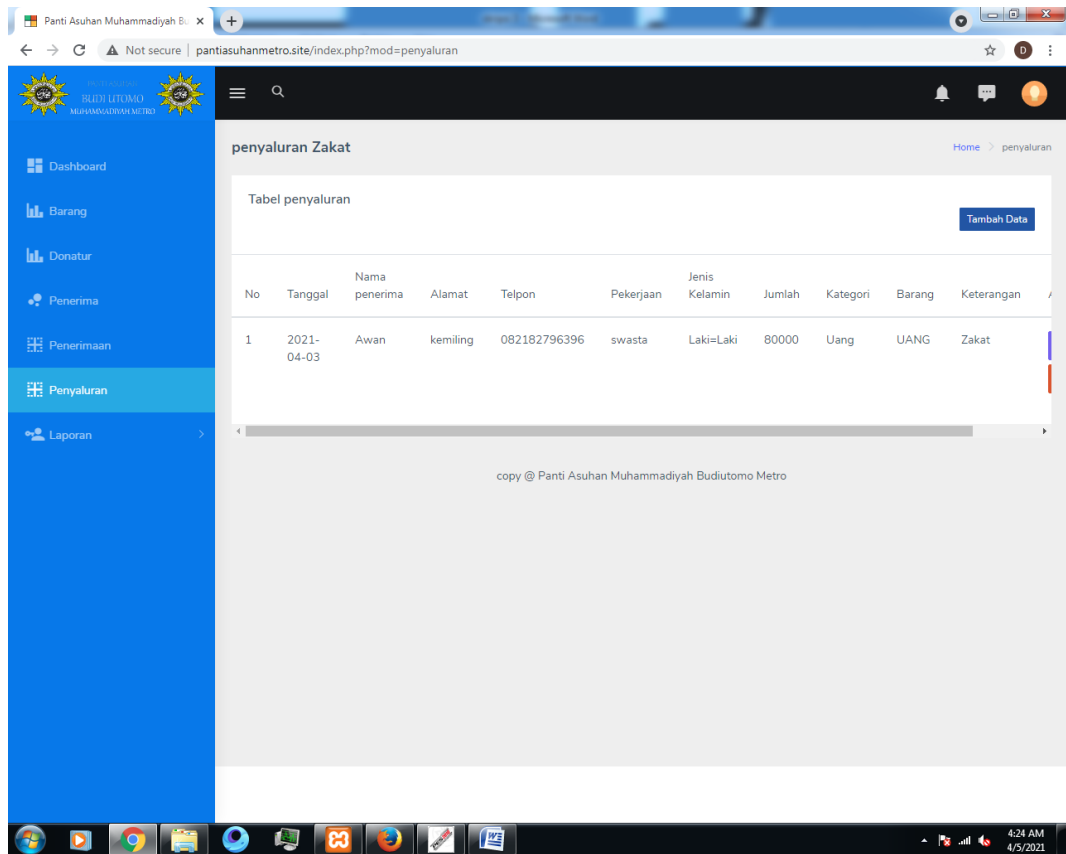 Panti Asuhan Muhammadiyah Bu
Not secure | pantiasuhanmetro.site/index.php?mod=penyaluran
D
PANTI ASUHAN
BUDI UTOMO
MUHAMMADIYAH METRO
Dashboard
Barang
Donatur
Penerima
Penerimaan
Penyaluran
Laporan
penyaluran Zakat
Home > penyaluran
Tabel penyaluran
Tambah Data
No Tanggal Nama penerima Alamat Telpon Pekerjaan Jenis Kelamin Jumlah Kategori Barang Keterangan
1 2021-04-03 Awan kemiling 082182796396 swasta Laki=Laki 80000 Uang UANG Zakat
copy @ Panti Asuhan Muhammadiyah Budiutomo Metro
4:24 AM
4/5/2021